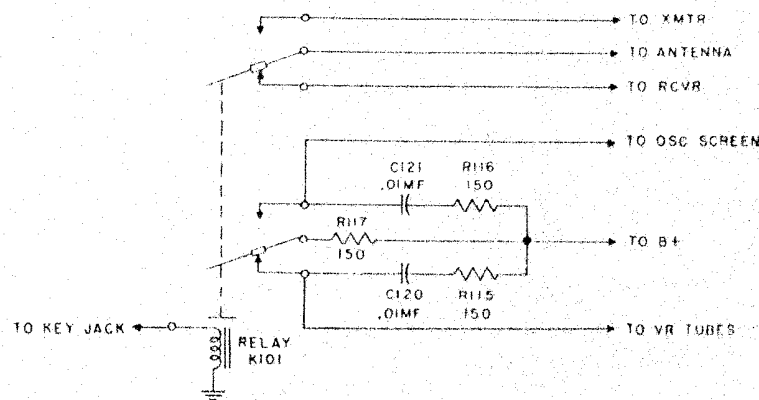 TO XMTR
TO ANTENNA
TO RCVR
TO OSC SCREEN
C121
.01MF
R116
150
R117
150
TO B+
C120
.01MF
R115
150
TO KEY JACK
RELAY
K101
TO VR TUBES